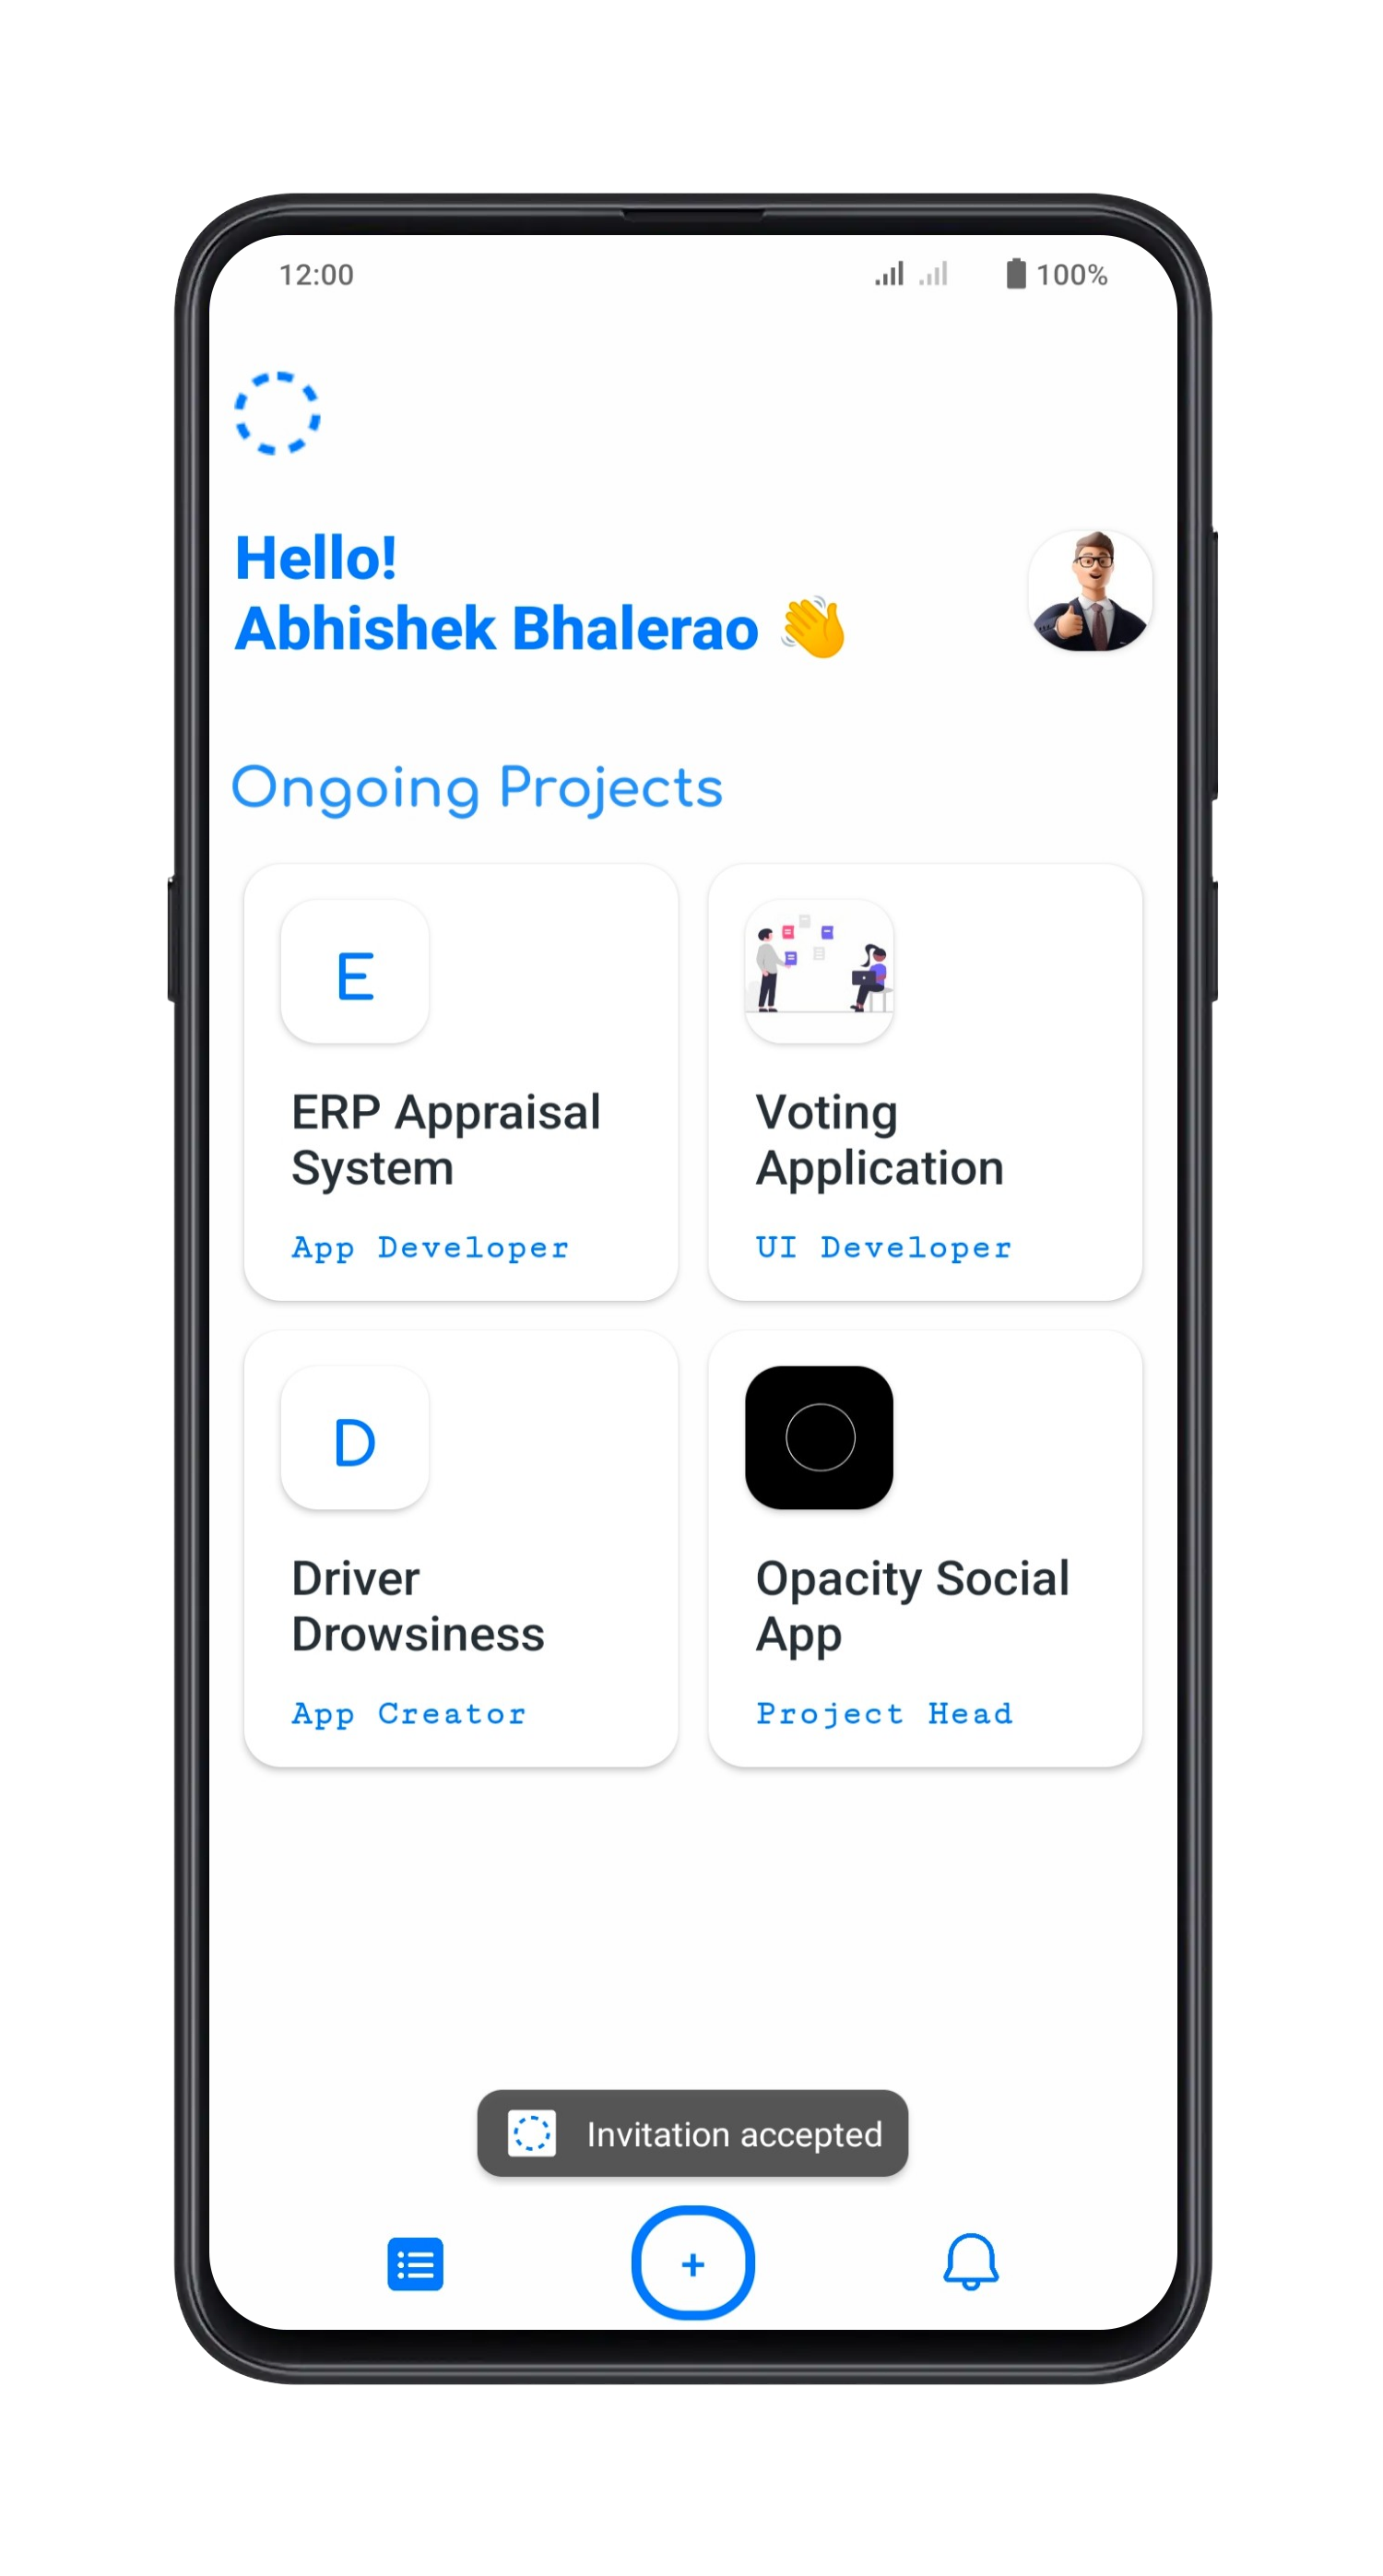 12:00 100%
Hello!
Abhishek Bhalerao 👋
Ongoing Projects
E
ERP Appraisal
System
App Developer
Voting
Application
UI Developer
D
Driver
Drowsiness
App Creator
Opacity Social
App
Project Head
Invitation accepted
+